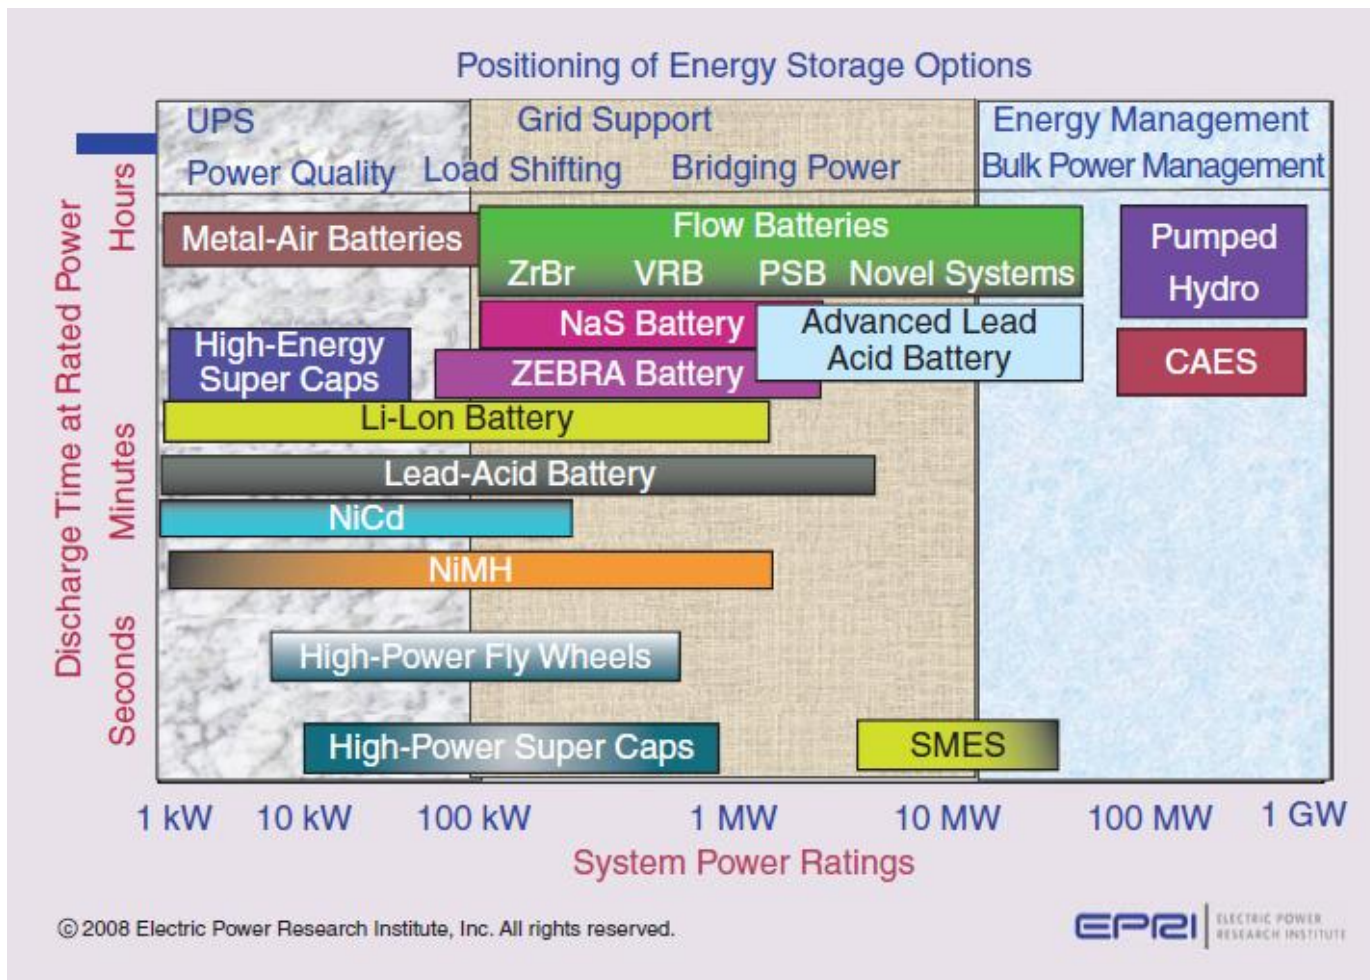 Positioning of Energy Storage Options
UPS
Grid Support
Energy Management
Power Quality
Load Shifting
Bridging Power
Bulk Power Management
Discharge Time at Rated Power
Hours
Minutes
Seconds
Metal-Air Batteries
Flow Batteries
ZrBr VRB PSB Novel Systems
Pumped
Hydro
NaS Battery
Advanced Lead
Acid Battery
High-Energy
Super Caps
ZEBRA Battery
CAES
Li-Lon Battery
Lead-Acid Battery
NiCd
NiMH
High-Power Fly Wheels
High-Power Super Caps
SMES
1 kW 10 kW 100 kW 1 MW 10 MW 100 MW 1 GW
System Power Ratings
© 2008 Electric Power Research Institute, Inc. All rights reserved.
EPRI
ELECTRIC POWER
RESEARCH INSTITUTE